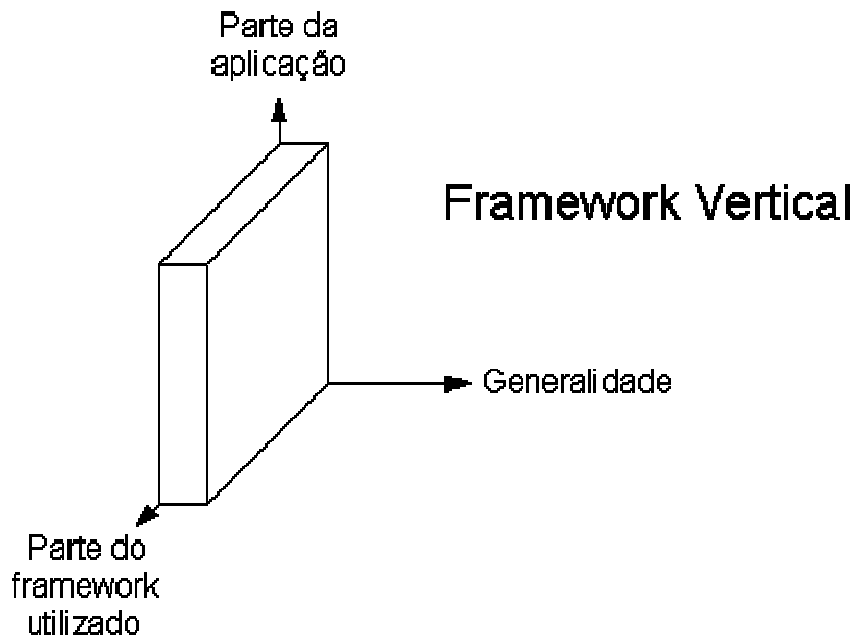 Parte da
aplicação
Framework Vertical
Generalidade
Parte do
framework
utilizado